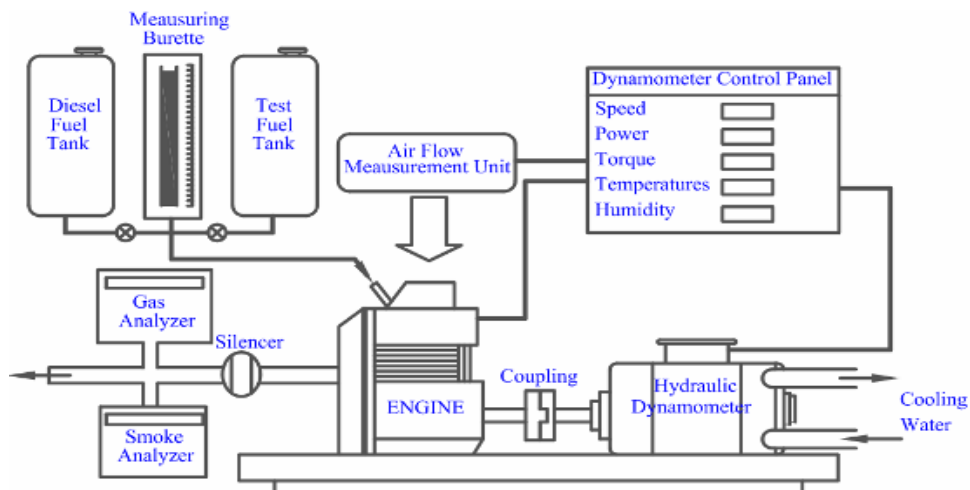 Meausuring
Burette
Diesel
Fuel
Tank
Test
Fuel
Tank
Air Flow
Meausurement Unit
Dynamometer Control Panel
Speed
Power
Torque
Temperatures
Humidity
Gas
Analyzer
Silencer
Smoke
Analyzer
ENGINE
Coupling
Hydraulic
Dynamometer
Cooling
Water